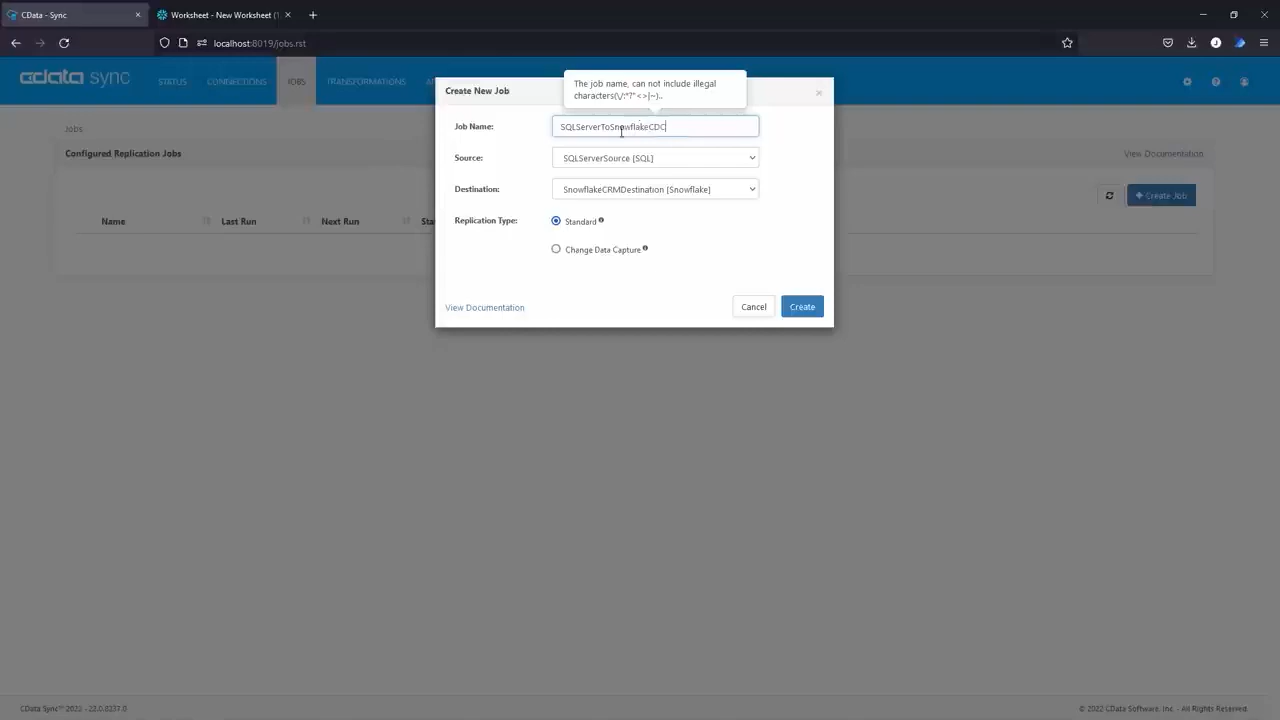 CData - Sync
Worksheet - New Worksheet (1
localhost:8019/jobs.rst
cdata sync
STATUS
CONNECTIONS
JOBS
TRANSFORMATIONS
Create New Job
The job name, can not include illegal
characters(\/:*?"<>|~)..
Jobs
Job Name:
SQLServerToSnowflakeCDC
Configured Replication Jobs
View Documentation
Source:
SQLServerSource [SQL]
Destination:
SnowflakeCRMDestination [Snowflake]
+ Create Job
Name
Last Run
Next Run
Replication Type:
Standard
Change Data Capture
View Documentation
Cancel
Create
CData Sync™ 2022 - 22.0.8237.0
© 2022 CData Software, Inc. - All Rights Reserved.